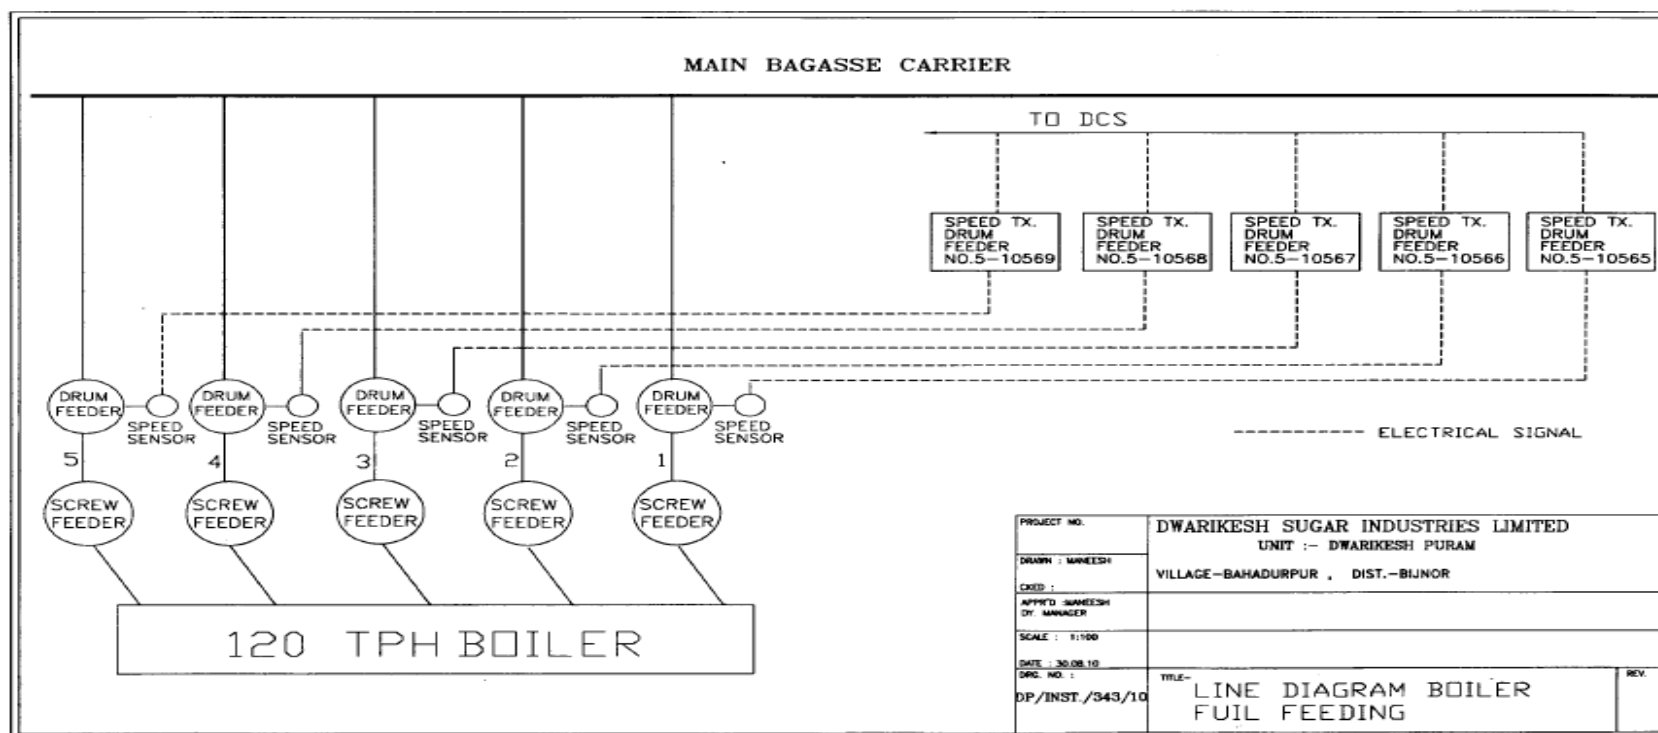 MAIN BAGASSE CARRIER
TO DCS
SPEED TX.
DRUM
FEEDER
NO.5-10569
SPEED TX.
DRUM
FEEDER
NO.5-10568
SPEED TX.
DRUM
FEEDER
NO.5-10567
SPEED TX.
DRUM
FEEDER
NO.5-10566
SPEED TX.
DRUM
FEEDER
NO.5-10565
DRUM
FEEDER
SPEED
SENSOR
DRUM
FEEDER
SPEED
SENSOR
DRUM
FEEDER
SPEED
SENSOR
DRUM
FEEDER
SPEED
SENSOR
DRUM
FEEDER
SPEED
SENSOR
ELECTRICAL SIGNAL
5
4
3
2
1
SCREW
FEEDER
SCREW
FEEDER
SCREW
FEEDER
SCREW
FEEDER
SCREW
FEEDER
120 TPH BOILER
PROJECT NO.
DWARIKESH SUGAR INDUSTRIES LIMITED
UNIT :- DWARIKESH PURAM
DRAWN : MANEESH
VILLAGE-BAHADURPUR , DIST.-BIJNOR
CKED :
APPR'D :MANEESH
DY. MANAGER
SCALE : 1:100
DATE : 30.08.10
DRG. NO. :
DP/INST./343/10
TITLE-
LINE DIAGRAM BOILER
FUIL FEEDING
REV.